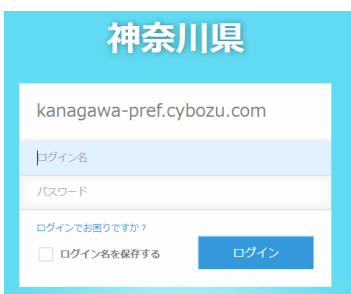 神奈川県
kanagawa-pref.cybozu.com
ログイン名
パスワード
ログインでお困りですか？
ログイン名を保存する
ログイン